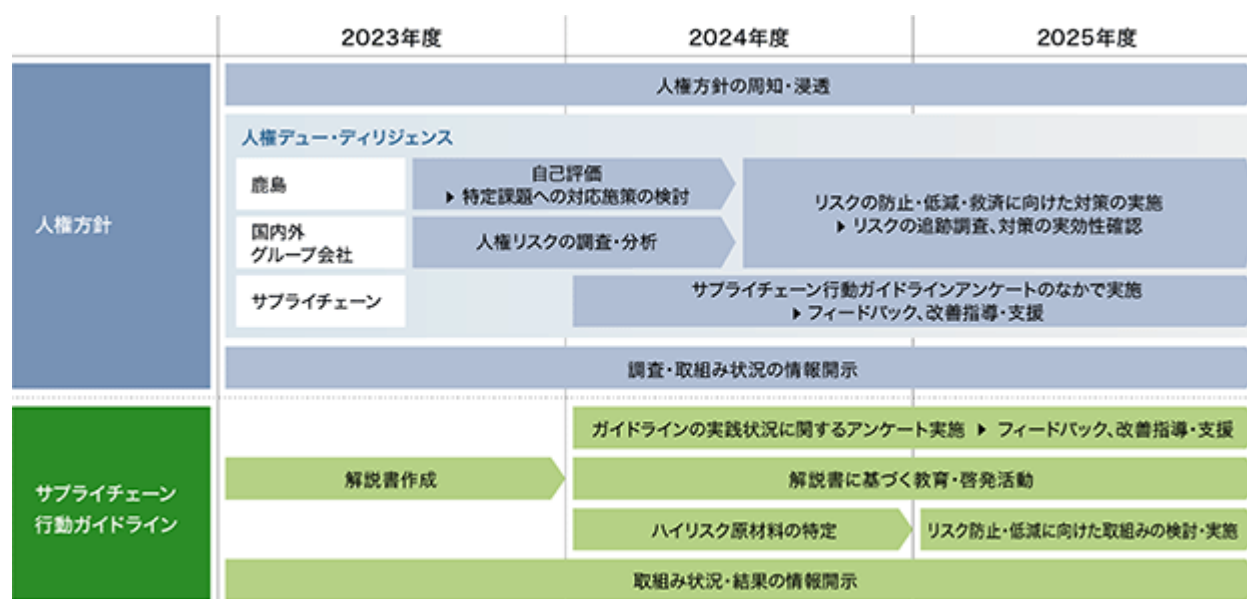 2023年度
2024年度
2025年度
人権方針
人権方針の周知・浸透
人権デュー・ディリジェンス
鹿島
自己評価
▶ 特定課題への対応施策の検討
リスクの防止・低減・救済に向けた対策の実施
▶ リスクの追跡調査、対策の実効性確認
国内外
グループ会社
人権リスクの調査・分析
サプライチェーン
サプライチェーン行動ガイドラインアンケートのなかで実施
▶ フィードバック、改善指導・支援
調査・取組み状況の情報開示
サプライチェーン
行動ガイドライン
ガイドラインの実践状況に関するアンケート実施 ▶ フィードバック、改善指導・支援
解説書作成
解説書に基づく教育・啓発活動
ハイリスク原材料の特定
リスク防止・低減に向けた取組みの検討・実施
取組み状況・結果の情報開示